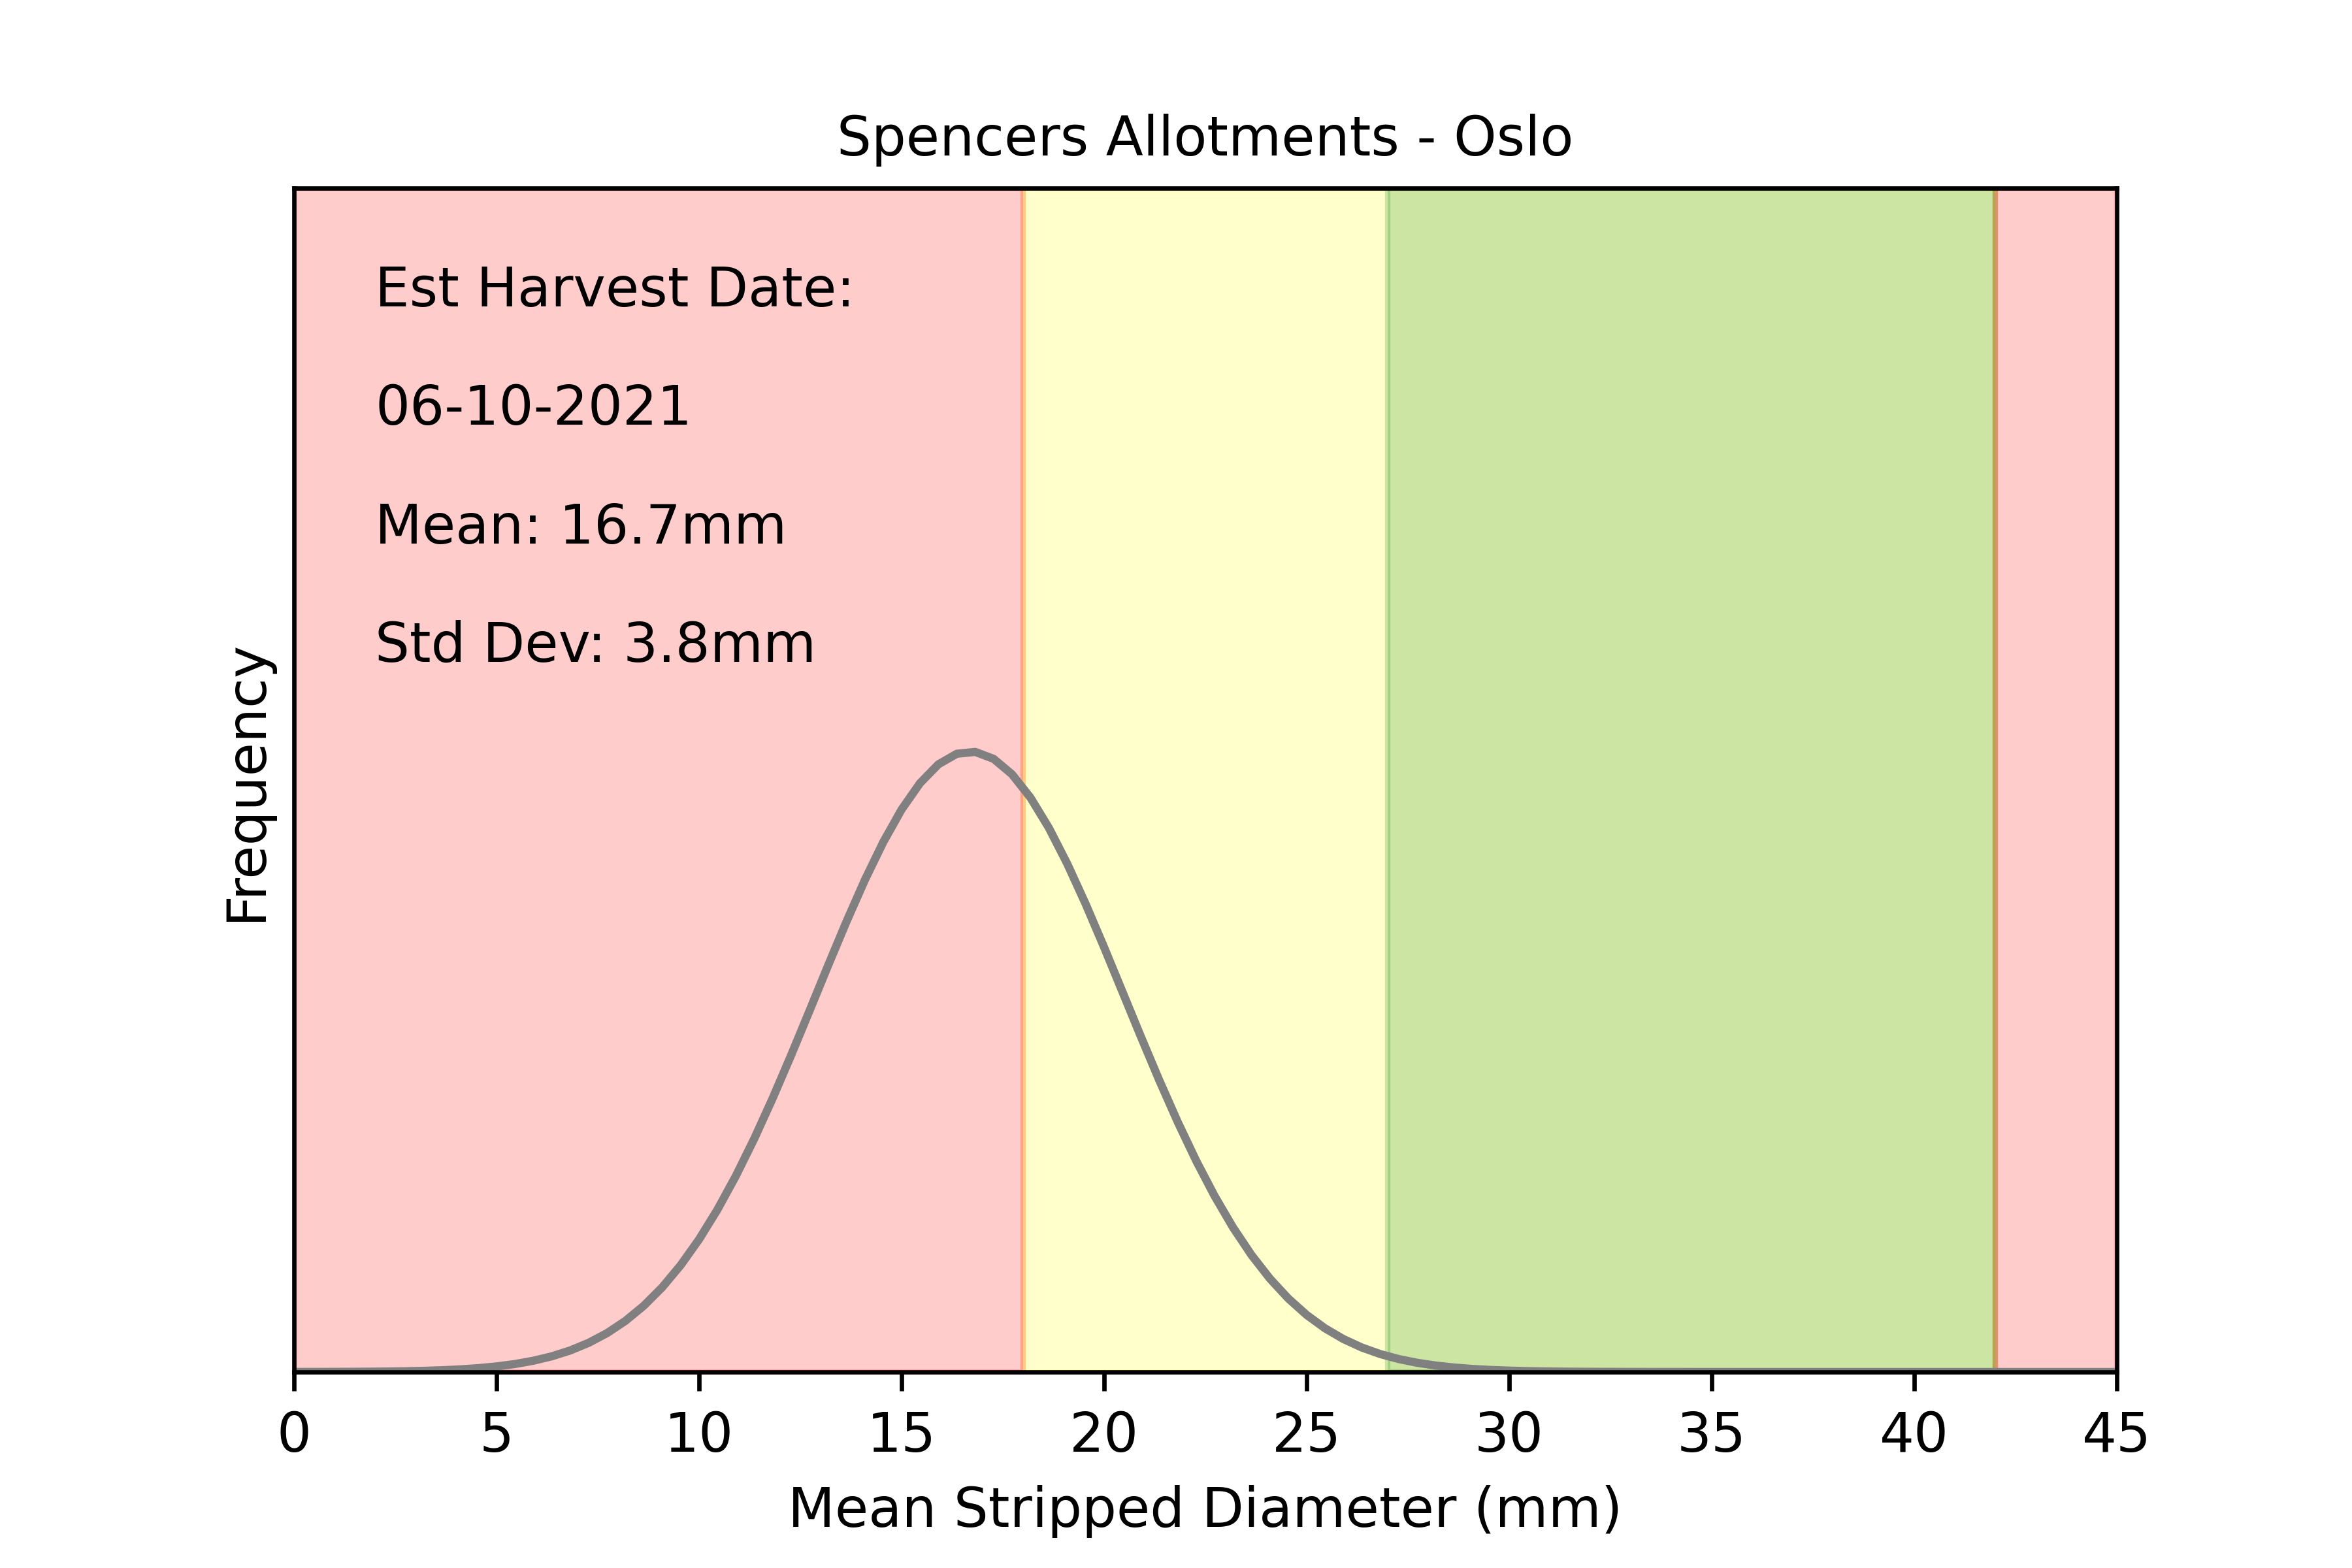 Spencers Allotments - Oslo
Est Harvest Date:
06-10-2021
Mean: 16.7mm
Std Dev: 3.8mm
Frequency
0 5 10 15 20 25 30 35 40 45
Mean Stripped Diameter (mm)